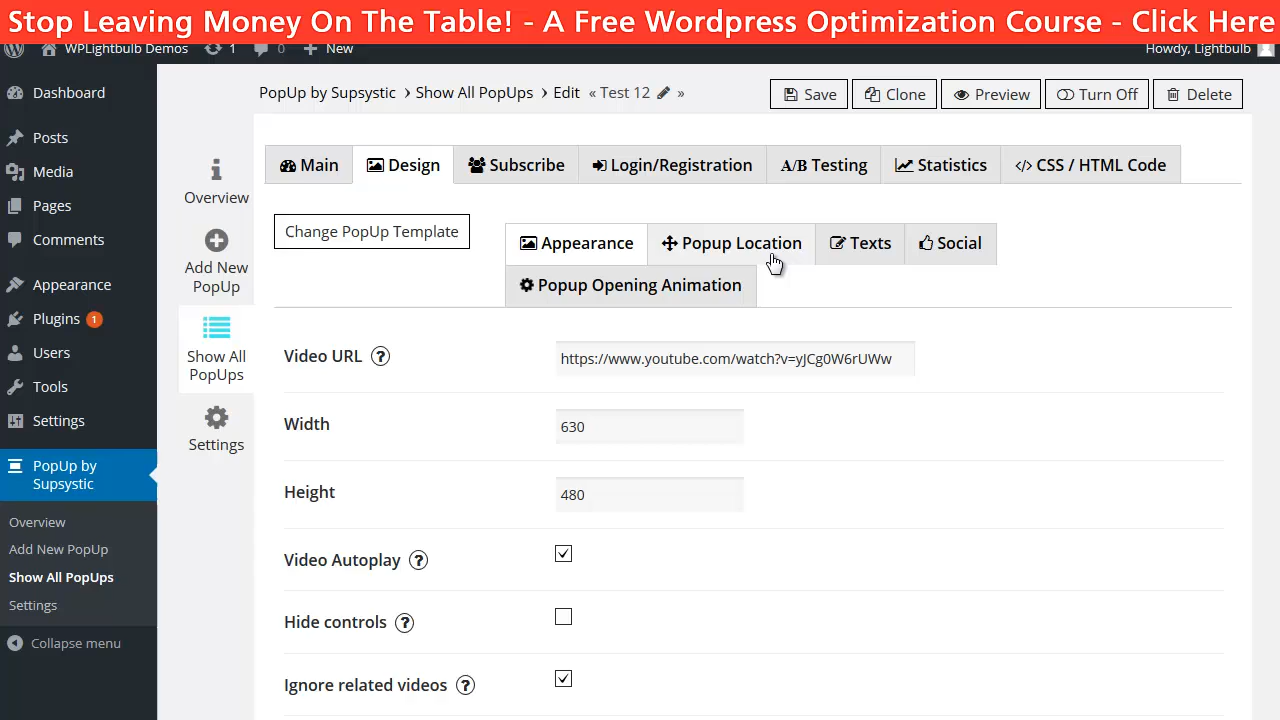 Stop Leaving Money On The Table! - A Free Wordpress Optimization Course - Click Here
WPLightbulb Demos 1 0 New Howdy, Lightbulb
Dashboard
Posts
Media
Pages
Comments
Appearance
Plugins 1
Users
Tools
Settings
PopUp by
Supsystic
Overview
Add New PopUp
Show All PopUps
Settings
Collapse menu
Overview
Add New
PopUp
Show All
PopUps
Settings
PopUp by Supsystic › Show All PopUps › Edit « Test 12 »
Save Clone Preview Turn Off Delete
Main Design Subscribe Login/Registration A/B Testing Statistics </> CSS / HTML Code
Change PopUp Template
Appearance Popup Location Texts Social
Popup Opening Animation
Video URL ? https://www.youtube.com/watch?v=yJCg0W6rUWw
Width 630
Height 480
Video Autoplay ?
Hide controls ?
Ignore related videos ?